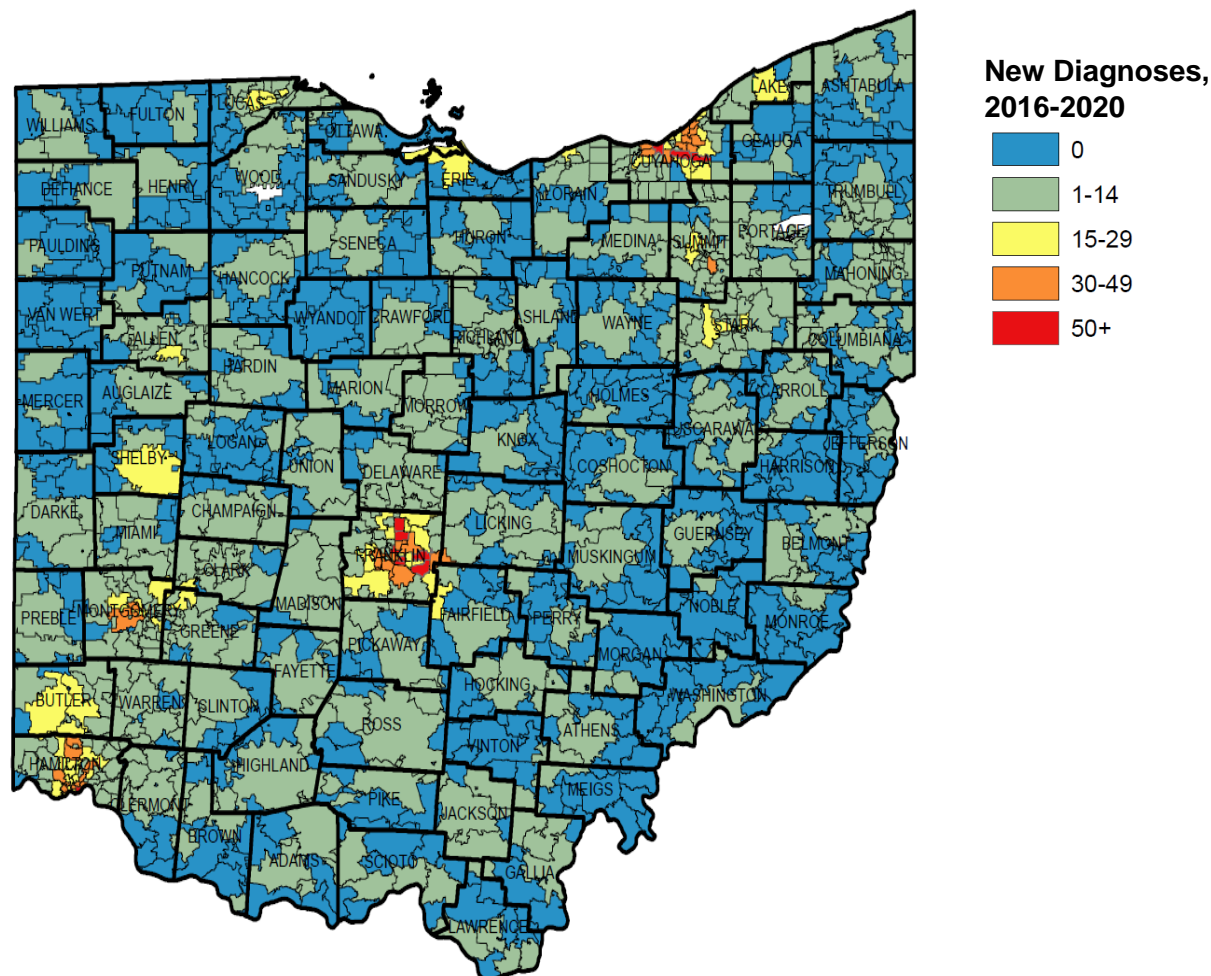 New Diagnoses,
2016-2020
0
1-14
15-29
30-49
50+
LAKE
ASHTABULA
LUCAS
FULTON
WILLIAMS
OTTAWA
GEAUGA
CUYAHOGA
WOOD
HENRY
DEFIANCE
SANDUSKY
ERIE
LORAIN
TRUMBULL
PORTAGE
SUMMIT
MEDINA
HURON
SENECA
PAULDING
PUTNAM
HANCOCK
MAHONING
VAN WERT
WYANDOT
CRAWFORD
RICHLAND
ASHLAND
WAYNE
STARK
COLUMBIANA
ALLEN
HARDIN
MERCER
AUGLAIZE
MARION
MORROW
HOLMES
CARROLL
TUSCARAWAS
KNOX
LOGAN
SHELBY
UNION
DELAWARE
COSHOCTON
HARRISON
JEFFERSON
DARKE
MIAMI
CHAMPAIGN
LICKING
GUERNSEY
BELMONT
MUSKINGUM
FRANKLIN
CLARK
MADISON
MONTGOMERY
PREBLE
GREENE
FAIRFIELD
PERRY
NOBLE
MONROE
PICKAWAY
MORGAN
FAYETTE
HOCKING
WASHINGTON
BUTLER
WARREN
CLINTON
ROSS
ATHENS
VINTON
HAMILTON
HIGHLAND
CLERMONT
PIKE
MEIGS
JACKSON
BROWN
ADAMS
SCIOTO
GALLIA
LAWRENCE